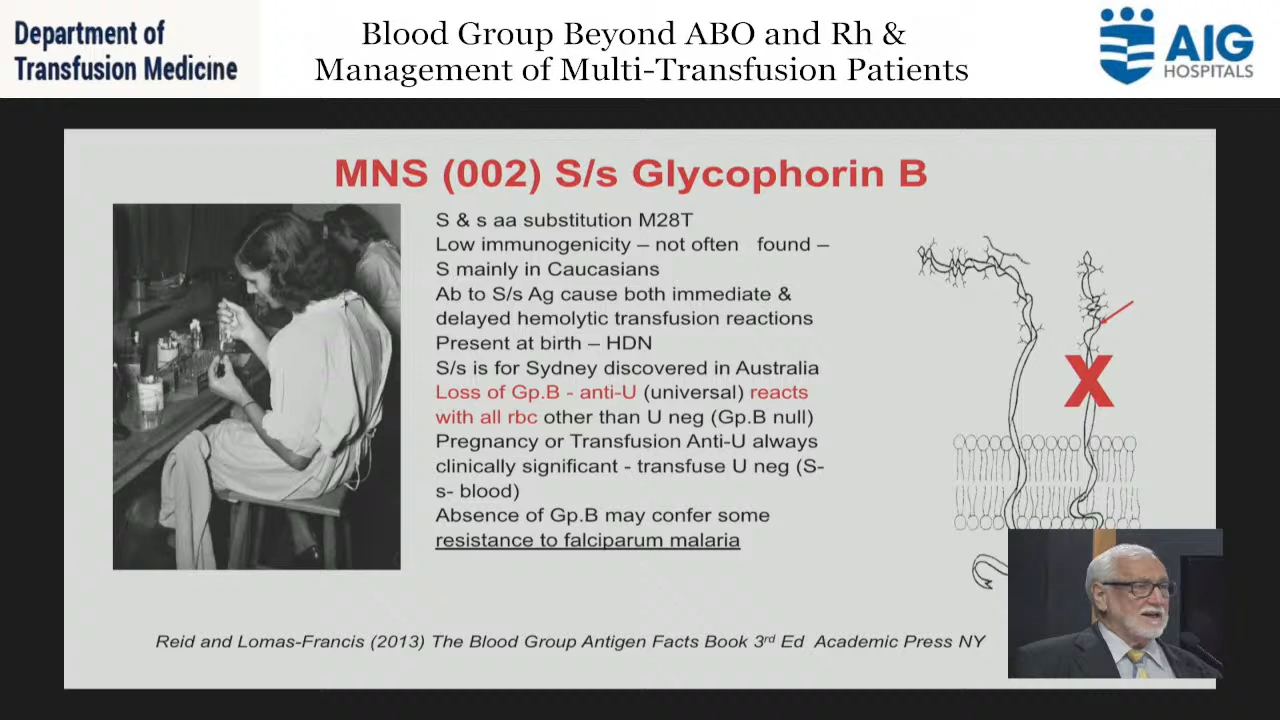 Department of
Transfusion Medicine
Blood Group Beyond ABO and Rh &
Management of Multi-Transfusion Patients
AIG
HOSPITALS
MNS (002) S/s Glycophorin B
S & s aa substitution M28T
Low immunogenicity – not often found –
S mainly in Caucasians
Ab to S/s Ag cause both immediate &
delayed hemolytic transfusion reactions
Present at birth – HDN
S/s is for Sydney discovered in Australia
Loss of Gp.B - anti-U (universal) reacts
with all rbc other than U neg (Gp.B null)
Pregnancy or Transfusion Anti-U always
clinically significant - transfuse U neg (S-
s- blood)
Absence of Gp.B may confer some
resistance to falciparum malaria
X
Reid and Lomas-Francis (2013) The Blood Group Antigen Facts Book 3rd Ed Academic Press NY